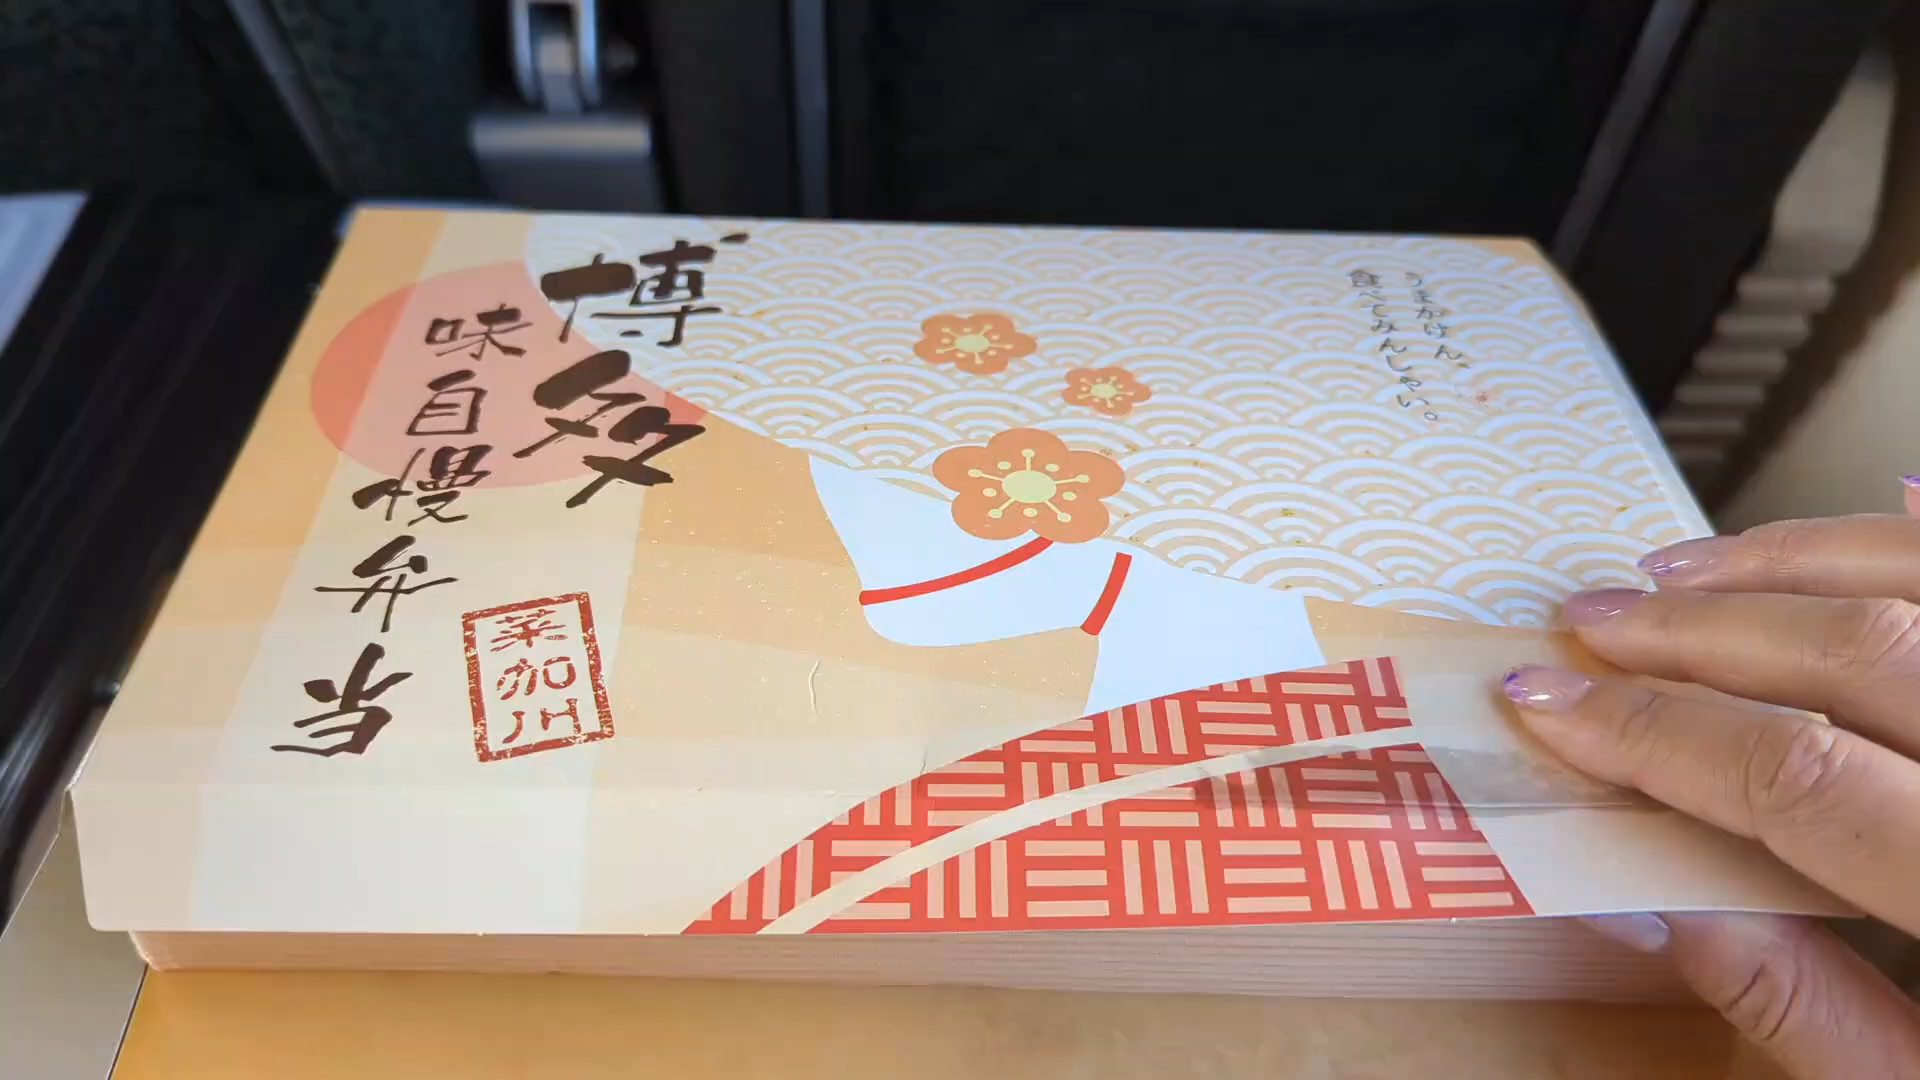 うまかけん、
食べてみんしゃい。
博多
味自慢弁当
菜加川